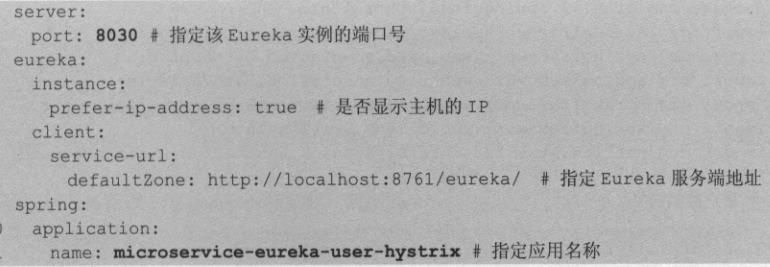 server:
  port: 8030 # 指定该 Eureka 实例的端口号
eureka:
  instance:
    prefer-ip-address: true  # 是否显示主机的 IP
  client:
    service-url:
      defaultZone: http://localhost:8761/eureka/  # 指定 Eureka 服务端地址
spring:
  application:
    name: microservice-eureka-user-hystrix # 指定应用名称